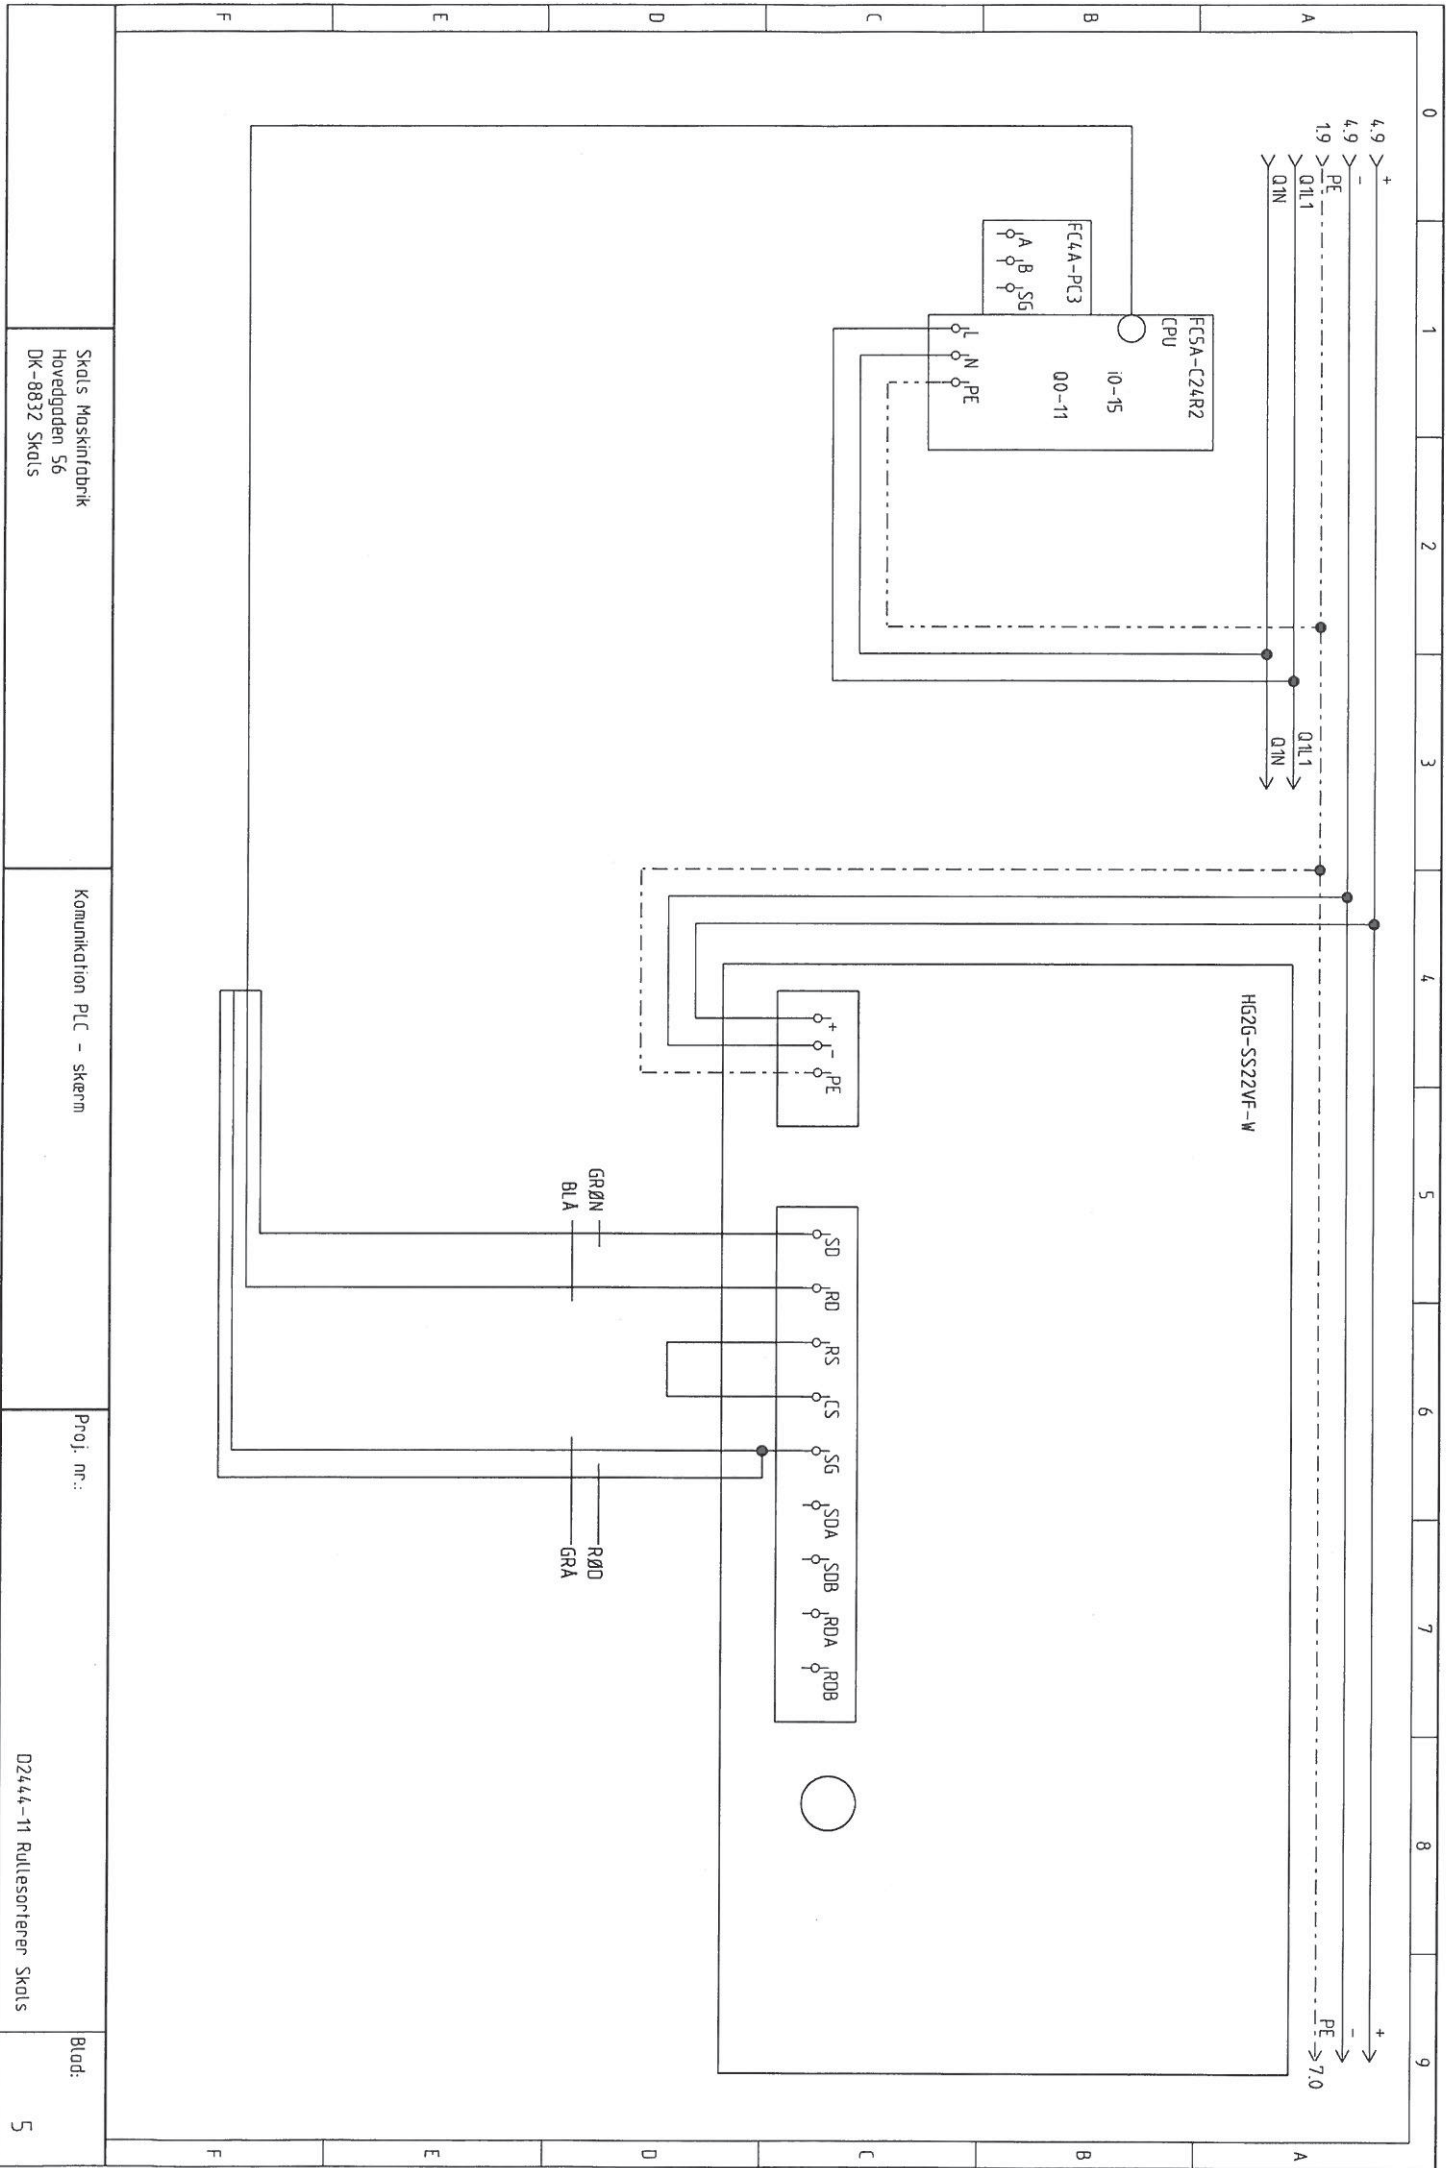 0 1 2 3 4 5 6 7 8 9
A
B
C
D
E
F
4.9 +
4.9 -
1.9 PE
Q1L1
Q1N
Q1L1
Q1N
+
-
PE 7.0
FC5A-C24R2
CPU
i0-15
Q0-11
L N PE
FC4A-PC3
A B SG
HG2G-SS22VF-W
+ - PE
SD RD RS CS SG SDA SDB RDA RDB
GRØN
BLÅ
RØD
GRÅ
A
B
C
D
E
F
Skals Maskinfabrik
Hovedgaden 56
DK-8832 Skals
Komunikation PLC - skærm
Proj. nr.:
D2444-11 Rullesorterer Skals
Blad:
5